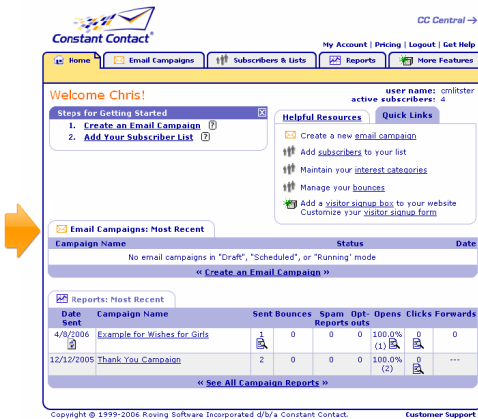 CC Central →
Constant Contact®
My Account | Pricing | Logout | Get Help
Home
Email Campaigns
Subscribers & Lists
Reports
More Features
Welcome Chris!
user name: cmlitster
active subscribers: 4
Steps for Getting Started
1. Create an Email Campaign ?
2. Add Your Subscriber List ?
Helpful Resources
Quick Links
Create a new email campaign
Add subscribers to your list
Maintain your interest categories
Manage your bounces
Add a visitor signup box to your website
Customize your visitor signup form
Email Campaigns: Most Recent
Campaign Name Status Date
No email campaigns in "Draft", "Scheduled", or "Running' mode
« Create an Email Campaign »
Reports: Most Recent
Date Sent Campaign Name Sent Bounces Spam Reports Opt-outs Opens Clicks Forwards
4/8/2006 Example for Wishes for Girls 1 0 0 0 100.0% (1) 0 0
12/12/2005 Thank You Campaign 2 0 0 0 100.0% (2) 0 ---
« See All Campaign Reports »
Copyright © 1999-2006 Roving Software Incorporated d/b/a Constant Contact.
Customer Support